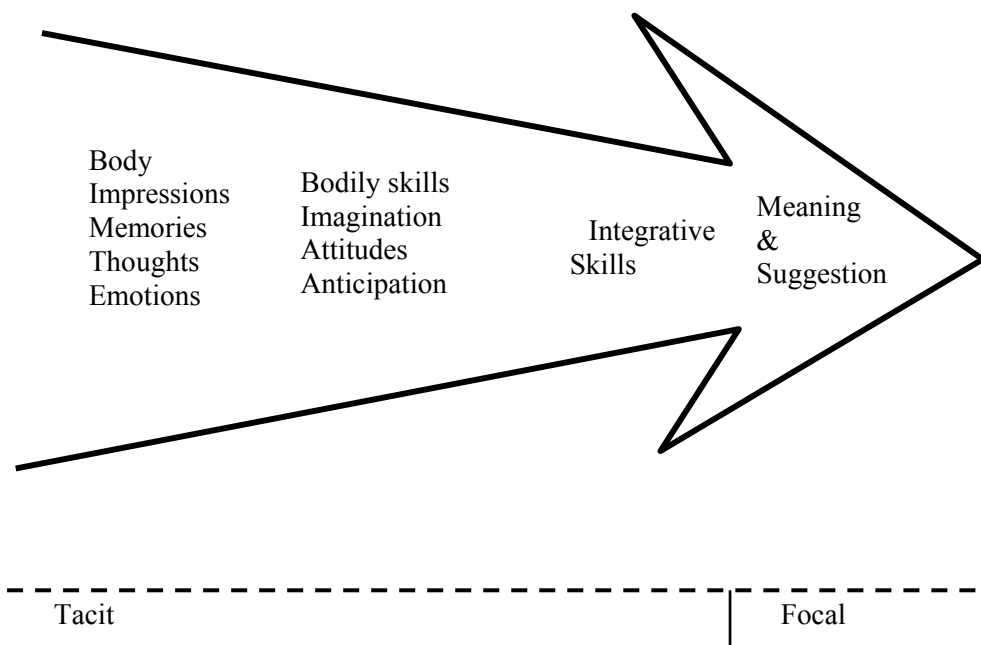 Body
Impressions
Memories
Thoughts
Emotions
Bodily skills
Imagination
Attitudes
Anticipation
Integrative
Skills
Meaning
&
Suggestion
Tacit
Focal